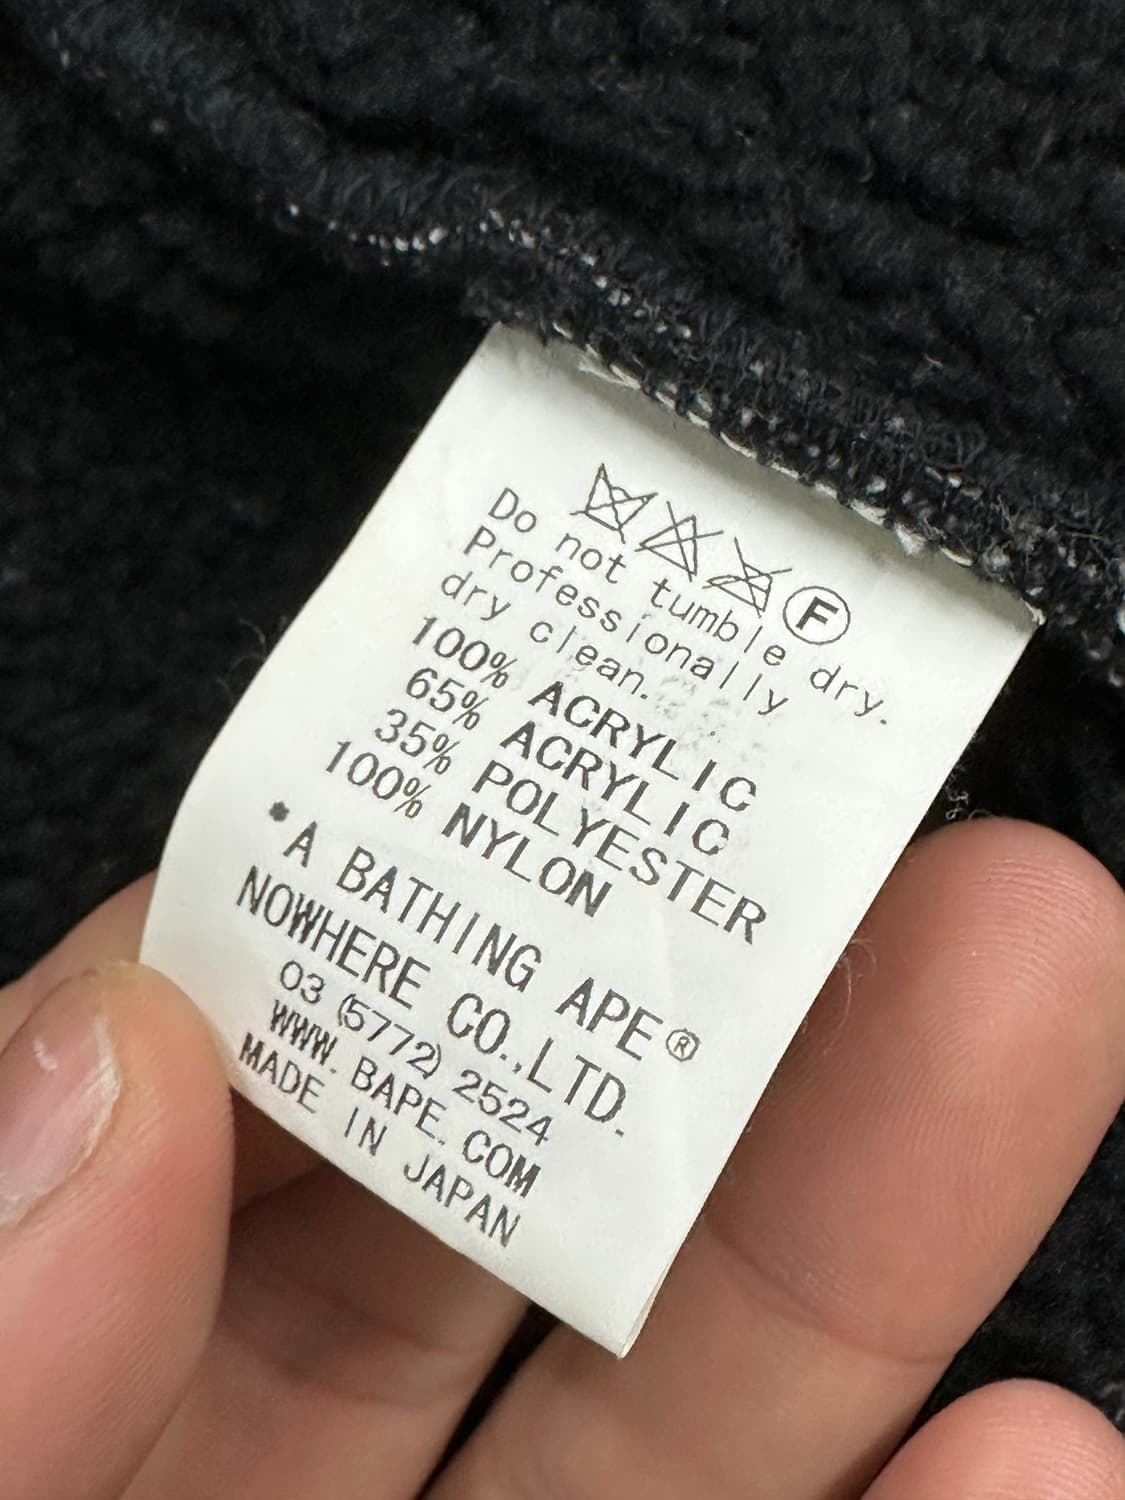 F
Do not tumble dry.
Professionally
dry clean.
100% ACRYLIC
65% ACRYLIC
35% POLYESTER
100% NYLON
*A BATHING APE®
NOWHERE CO.,LTD.
03 (5772) 2524
WWW.BAPE.COM
MADE IN JAPAN